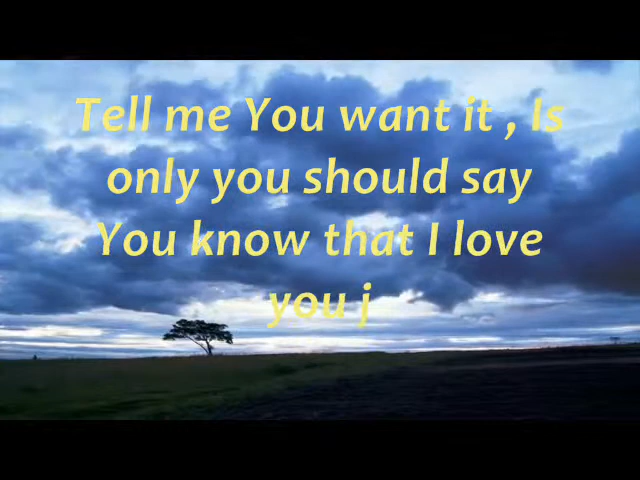 Tell me You want it , Is
only you should say
You know that I love
you j